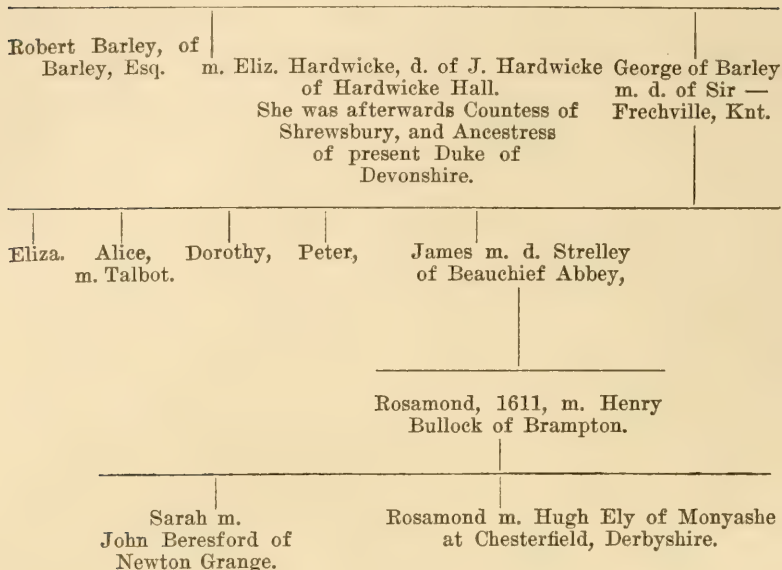 Robert Barley, of
Barley, Esq.
m. Eliz. Hardwicke, d. of J. Hardwicke
of Hardwicke Hall.
She was afterwards Countess of
Shrewsbury, and Ancestress
of present Duke of
Devonshire.
George of Barley
m. d. of Sir —
Frechville, Knt.
Eliza.
Alice,
m. Talbot.
Dorothy,
Peter,
James m. d. Strelley
of Beauchief Abbey,
Rosamond, 1611, m. Henry
Bullock of Brampton.
Sarah m.
John Beresford of
Newton Grange.
Rosamond m. Hugh Ely of Monyashe
at Chesterfield, Derbyshire.